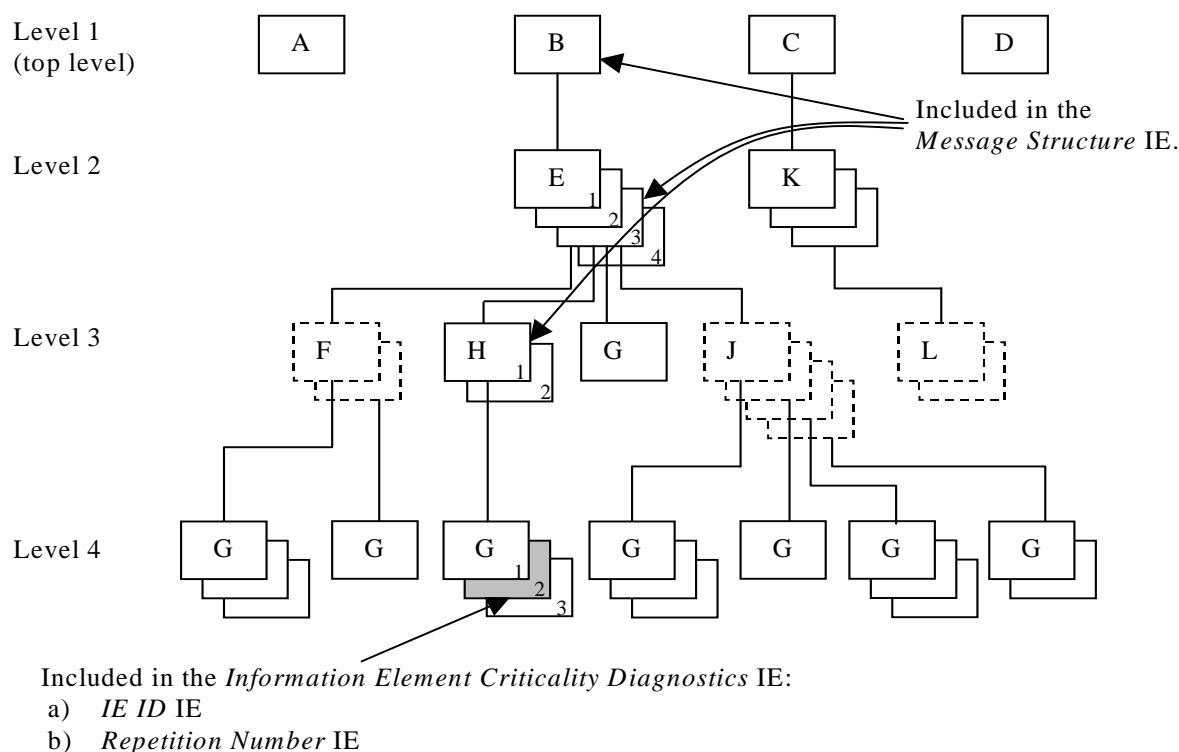 Level 1
(top level)
A
B
C
D
Included in the
Message Structure IE.
Level 2
E
1
2
3
4
K
Level 3
F
H
1
2
G
J
L
Level 4
G
G
G
1
2
3
G
G
G
G
Included in the Information Element Criticality Diagnostics IE:
a) IE ID IE
b) Repetition Number IE